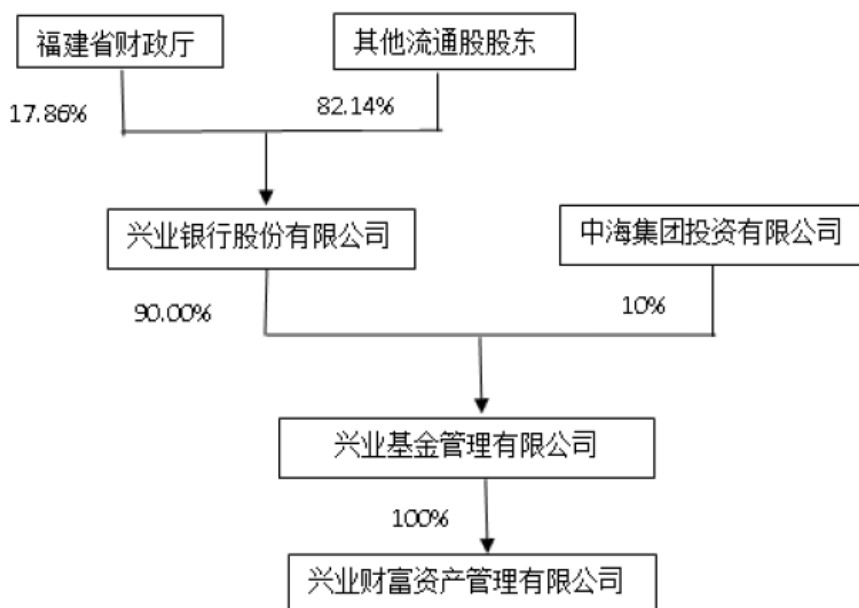 福建省财政厅
其他流通股股东
17.86%
82.14%
兴业银行股份有限公司
中海集团投资有限公司
90.00%
10%
兴业基金管理有限公司
100%
兴业财富资产管理有限公司